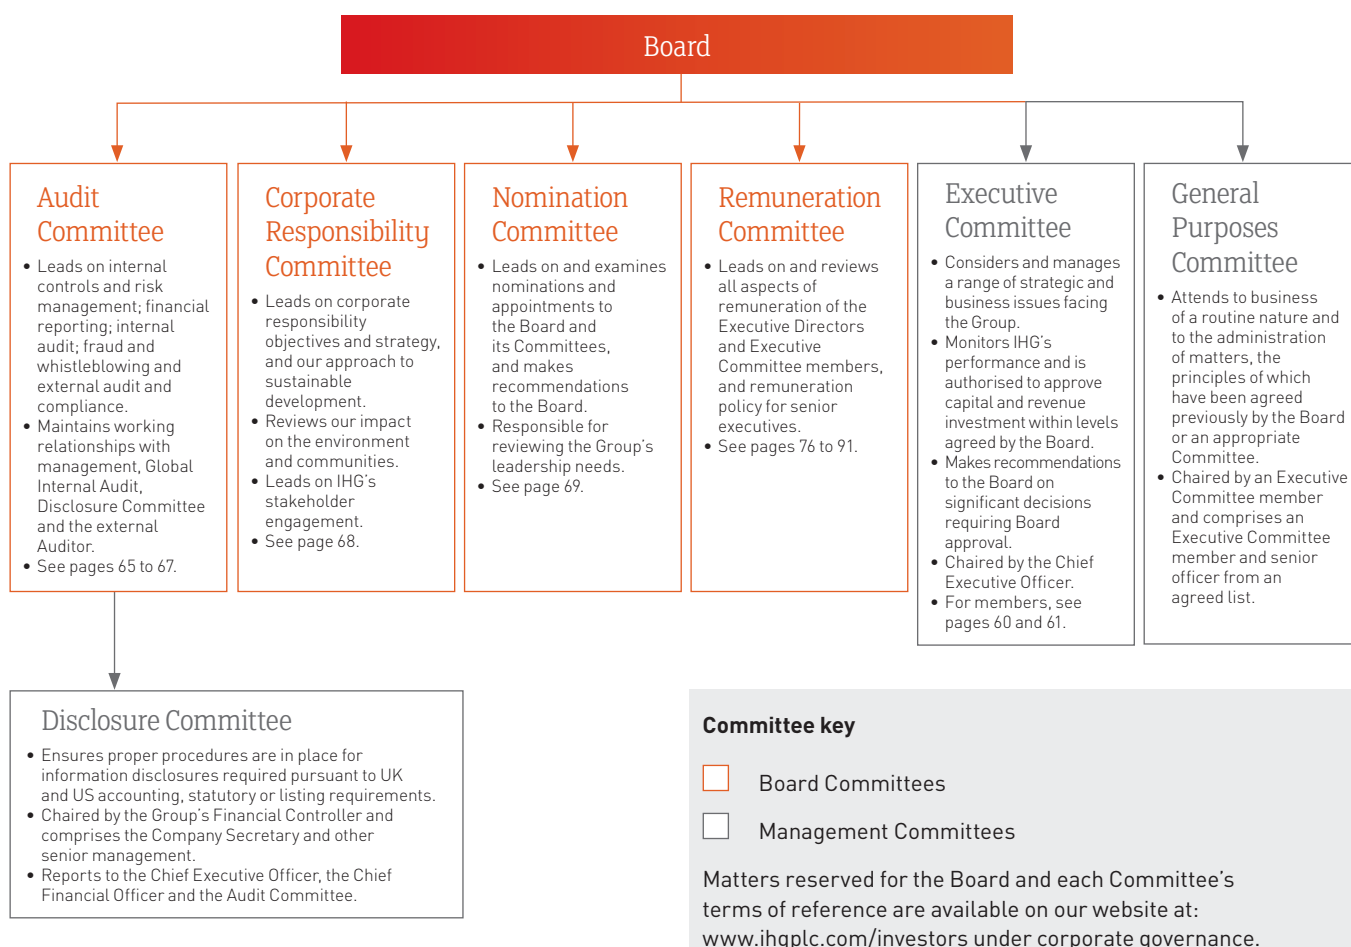 Board
Audit
Committee
• Leads on internal
controls and risk
management; financial
reporting; internal
audit; fraud and
whistleblowing and
external audit and
compliance.
• Maintains working
relationships with
management, Global
Internal Audit,
Disclosure Committee
and the external
Auditor.
• See pages 65 to 67.
Corporate
Responsibility
Committee
• Leads on corporate
responsibility
objectives and strategy,
and our approach to
sustainable
development.
• Reviews our impact
on the environment
and communities.
• Leads on IHG’s
stakeholder
engagement.
• See page 68.
Nomination
Committee
• Leads on and examines
nominations and
appointments to
the Board and
its Committees,
and makes
recommendations
to the Board.
• Responsible for
reviewing the Group’s
leadership needs.
• See page 69.
Remuneration
Committee
• Leads on and reviews
all aspects of
remuneration of the
Executive Directors
and Executive
Committee members,
and remuneration
policy for senior
executives.
• See pages 76 to 91.
Executive
Committee
• Considers and manages
a range of strategic and
business issues facing
the Group.
• Monitors IHG’s
performance and is
authorised to approve
capital and revenue
investment within levels
agreed by the Board.
• Makes recommendations
to the Board on
significant decisions
requiring Board
approval.
• Chaired by the Chief
Executive Officer.
• For members, see
pages 60 and 61.
General
Purposes
Committee
• Attends to business
of a routine nature and
to the administration
of matters, the
principles of which
have been agreed
previously by the Board
or an appropriate
Committee.
• Chaired by an Executive
Committee member
and comprises an
Executive Committee
member and senior
officer from an
agreed list.
Disclosure Committee
• Ensures proper procedures are in place for
information disclosures required pursuant to UK
and US accounting, statutory or listing requirements.
• Chaired by the Group’s Financial Controller and
comprises the Company Secretary and other
senior management.
• Reports to the Chief Executive Officer, the Chief
Financial Officer and the Audit Committee.
Committee key
Board Committees
Management Committees
Matters reserved for the Board and each Committee’s
terms of reference are available on our website at:
www.ihgplc.com/investors under corporate governance.